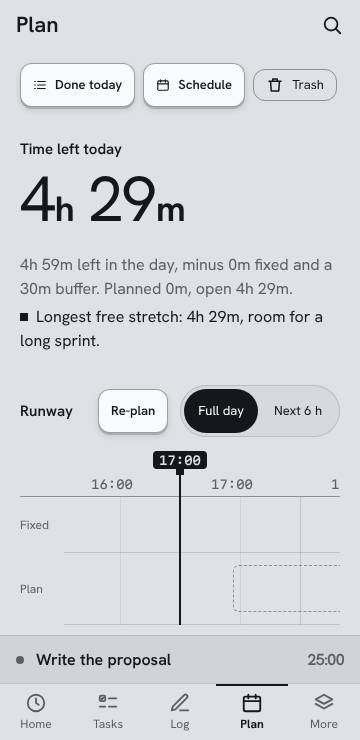 Plan
Done today
Schedule
Trash
Time left today
4h 29m
4h 59m left in the day, minus 0m fixed and a
30m buffer. Planned 0m, open 4h 29m.
Longest free stretch: 4h 29m, room for a
long sprint.
Runway
Re-plan
Full day
Next 6 h
17:00
16:00
17:00
1
Fixed
Plan
Write the proposal
25:00
Home
Tasks
Log
Plan
More